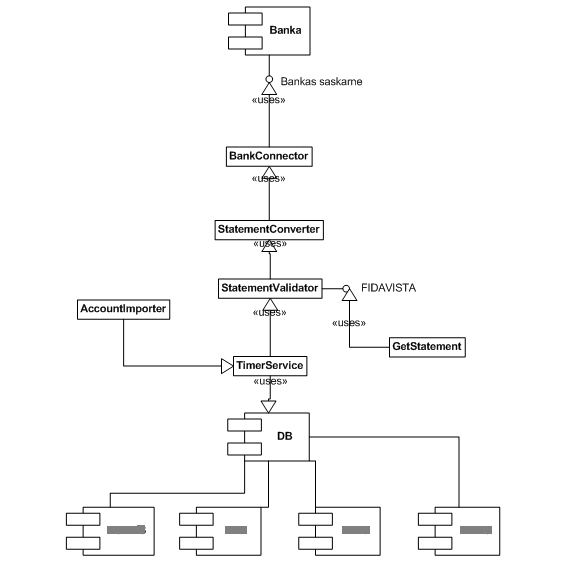 Banka
Bankas saskarne
«uses»
BankConnector
«uses»
StatementConverter
«uses»
StatementValidator
FIDAVISTA
«uses»
AccountImporter
«uses»
GetStatement
TimerService
«uses»
DB